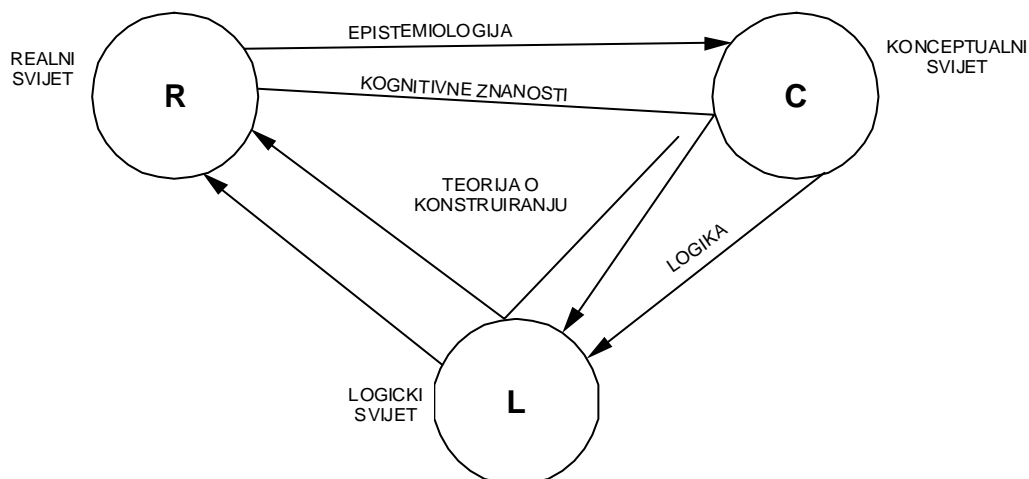 EPISTEMIOLOGIJA
REALNI
SVIJET
R
C
KONCEPTUALNI
SVIJET
KOGNITIVNE ZNANOSTI
TEORIJA O
KONSTRUIRANJU
LOGIKA
LOGICKI
SVIJET
L